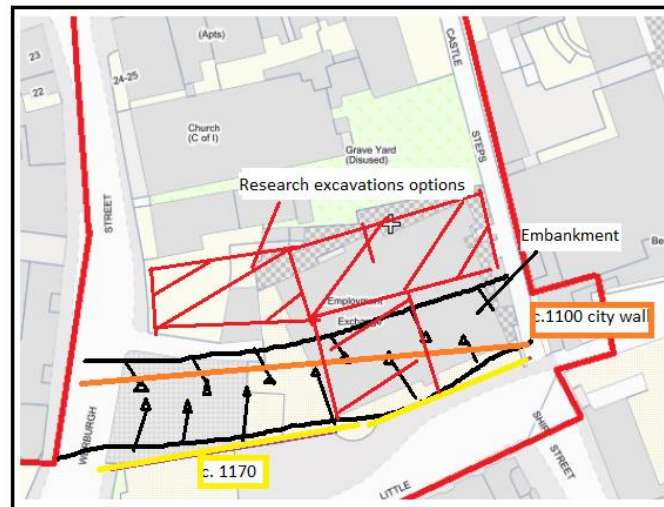 (Apts)
CASTLE
23
22
24-25
Church
(C of I)
Grave Yard
(Disused)
STEPS
Research excavations options
STREET
Embankment
Employment
Exchange
c.1100 city wall
WERBURGH
c. 1170
LITTLE
SHIP STREET